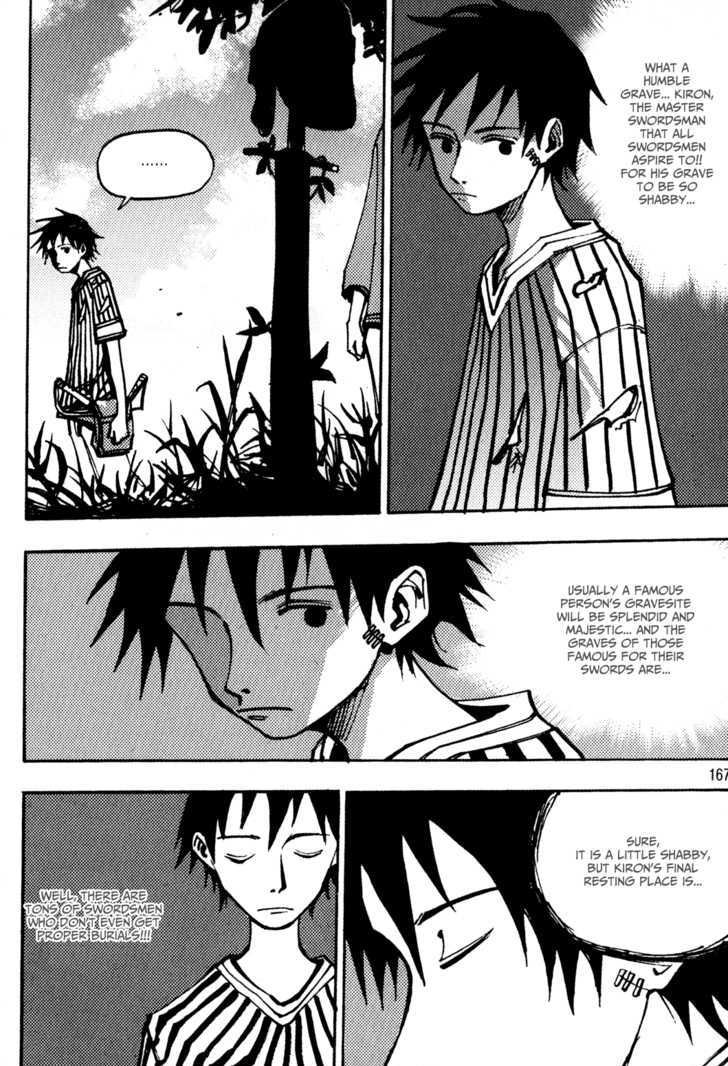 WHAT A
HUMBLE
GRAVE... KIRON,
THE MASTER
SWORDSMAN
THAT ALL
SWORDSMEN
ASPIRE TO!!
FOR HIS GRAVE
TO BE SO
SHABBY...
......
USUALLY A FAMOUS
PERSON'S GRAVESITE
WILL BE SPLENDID AND
MAJESTIC... AND THE
GRAVES OF THOSE
FAMOUS FOR THEIR
SWORDS ARE...
167
SURE,
IT IS A LITTLE SHABBY,
BUT KIRON'S FINAL
RESTING PLACE IS...
WELL, THERE ARE
TONS OF SWORDSMEN
WHO DON'T EVEN GET
PROPER BURIALS!!!